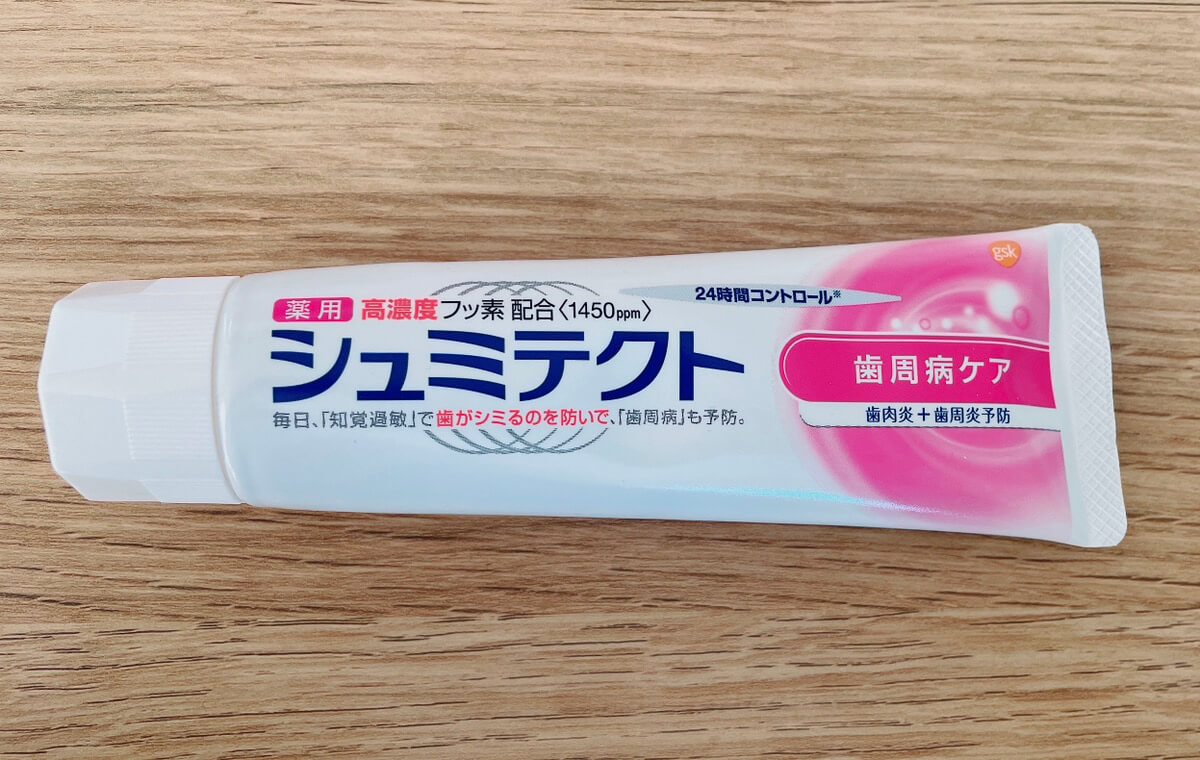 薬用 高濃度フッ素 配合〈1450ppm〉
シュミテクト
毎日、「知覚過敏」で歯がシミるのを防いで、「歯周病」も予防。
24時間コントロール※
gsk
歯周病ケア
歯肉炎＋歯周炎予防